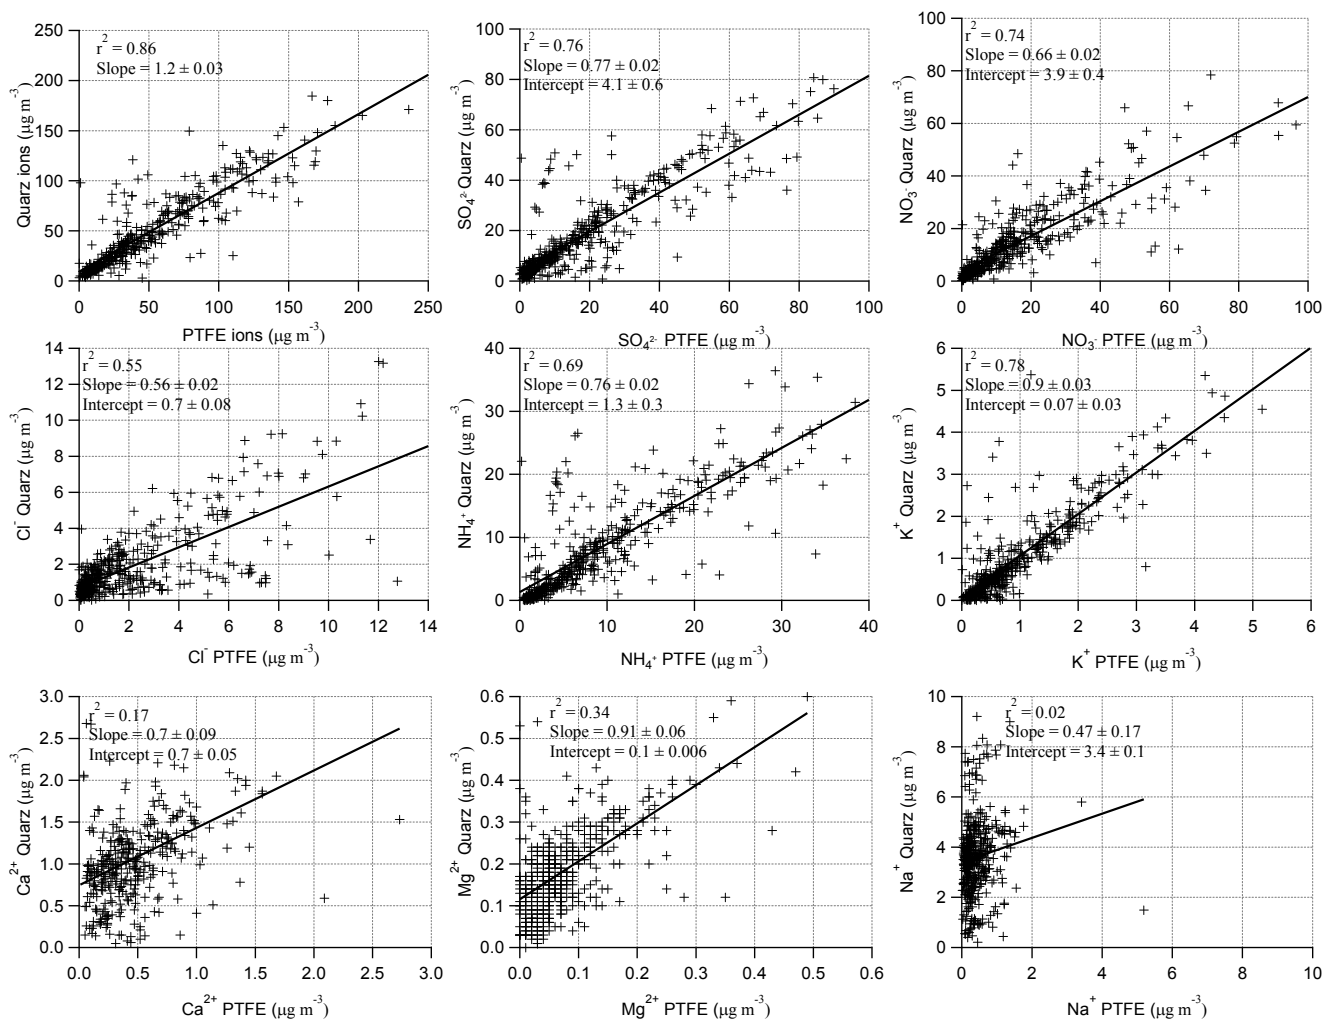 250
200
150
100
50
0
Quarz ions (µg m⁻³)
r² = 0.86
Slope = 1.2 ± 0.03
0 50 100 150 200 250
PTFE ions (µg m⁻³)
100
80
60
40
20
0
SO₄²⁻ Quarz (µg m⁻³)
r² = 0.76
Slope = 0.77 ± 0.02
Intercept = 4.1 ± 0.6
0 20 40 60 80 100
SO₄²⁻ PTFE (µg m⁻³)
100
80
60
40
20
0
NO₃⁻ Quarz (µg m⁻³)
r² = 0.74
Slope = 0.66 ± 0.02
Intercept = 3.9 ± 0.4
0 20 40 60 80 100
NO₃⁻ PTFE (µg m⁻³)
14
12
10
8
6
4
2
0
Cl⁻ Quarz (µg m⁻³)
r² = 0.55
Slope = 0.56 ± 0.02
Intercept = 0.7 ± 0.08
0 2 4 6 8 10 12 14
Cl⁻ PTFE (µg m⁻³)
40
30
20
10
0
NH₄⁺ Quarz (µg m⁻³)
r² = 0.69
Slope = 0.76 ± 0.02
Intercept = 1.3 ± 0.3
0 10 20 30 40
NH₄⁺ PTFE (µg m⁻³)
6
5
4
3
2
1
0
K⁺ Quarz (µg m⁻³)
r² = 0.78
Slope = 0.9 ± 0.03
Intercept = 0.07 ± 0.03
0 1 2 3 4 5 6
K⁺ PTFE (µg m⁻³)
3.0
2.5
2.0
1.5
1.0
0.5
0.0
Ca²⁺ Quarz (µg m⁻³)
r² = 0.17
Slope = 0.7 ± 0.09
Intercept = 0.7 ± 0.05
0.0 0.5 1.0 1.5 2.0 2.5 3.0
Ca²⁺ PTFE (µg m⁻³)
0.6
0.5
0.4
0.3
0.2
0.1
0.0
Mg²⁺ Quarz (µg m⁻³)
r² = 0.34
Slope = 0.91 ± 0.06
Intercept = 0.1 ± 0.006
0.0 0.1 0.2 0.3 0.4 0.5 0.6
Mg²⁺ PTFE (µg m⁻³)
10
8
6
4
2
0
Na⁺ Quarz (µg m⁻³)
r² = 0.02
Slope = 0.47 ± 0.17
Intercept = 3.4 ± 0.1
0 2 4 6 8 10
Na⁺ PTFE (µg m⁻³)